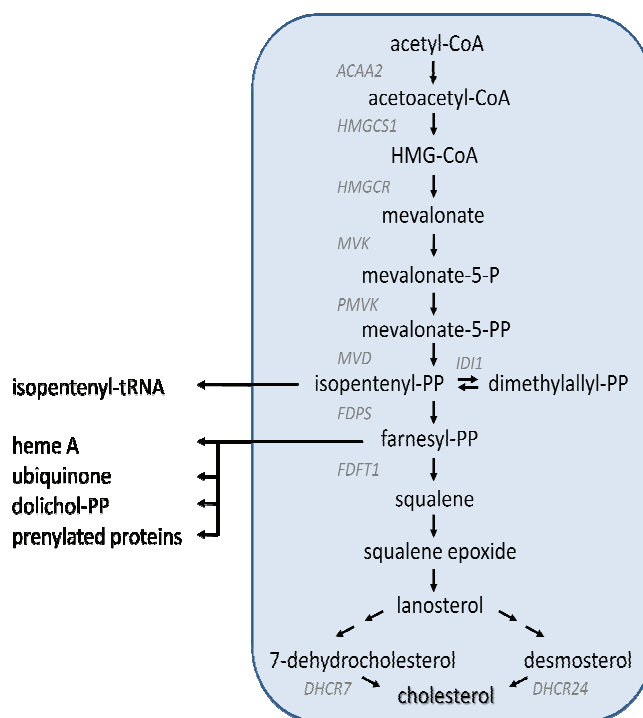 acetyl-CoA
ACAA2
acetoacetyl-CoA
HMGCS1
HMG-CoA
HMGCR
mevalonate
MVK
mevalonate-5-P
PMVK
mevalonate-5-PP
MVD
IDI1
isopentenyl-tRNA
isopentenyl-PP
dimethylallyl-PP
FDPS
heme A
farnesyl-PP
ubiquinone
FDFT1
dolichol-PP
squalene
prenylated proteins
squalene epoxide
lanosterol
7-dehydrocholesterol
desmosterol
DHCR7
cholesterol
DHCR24